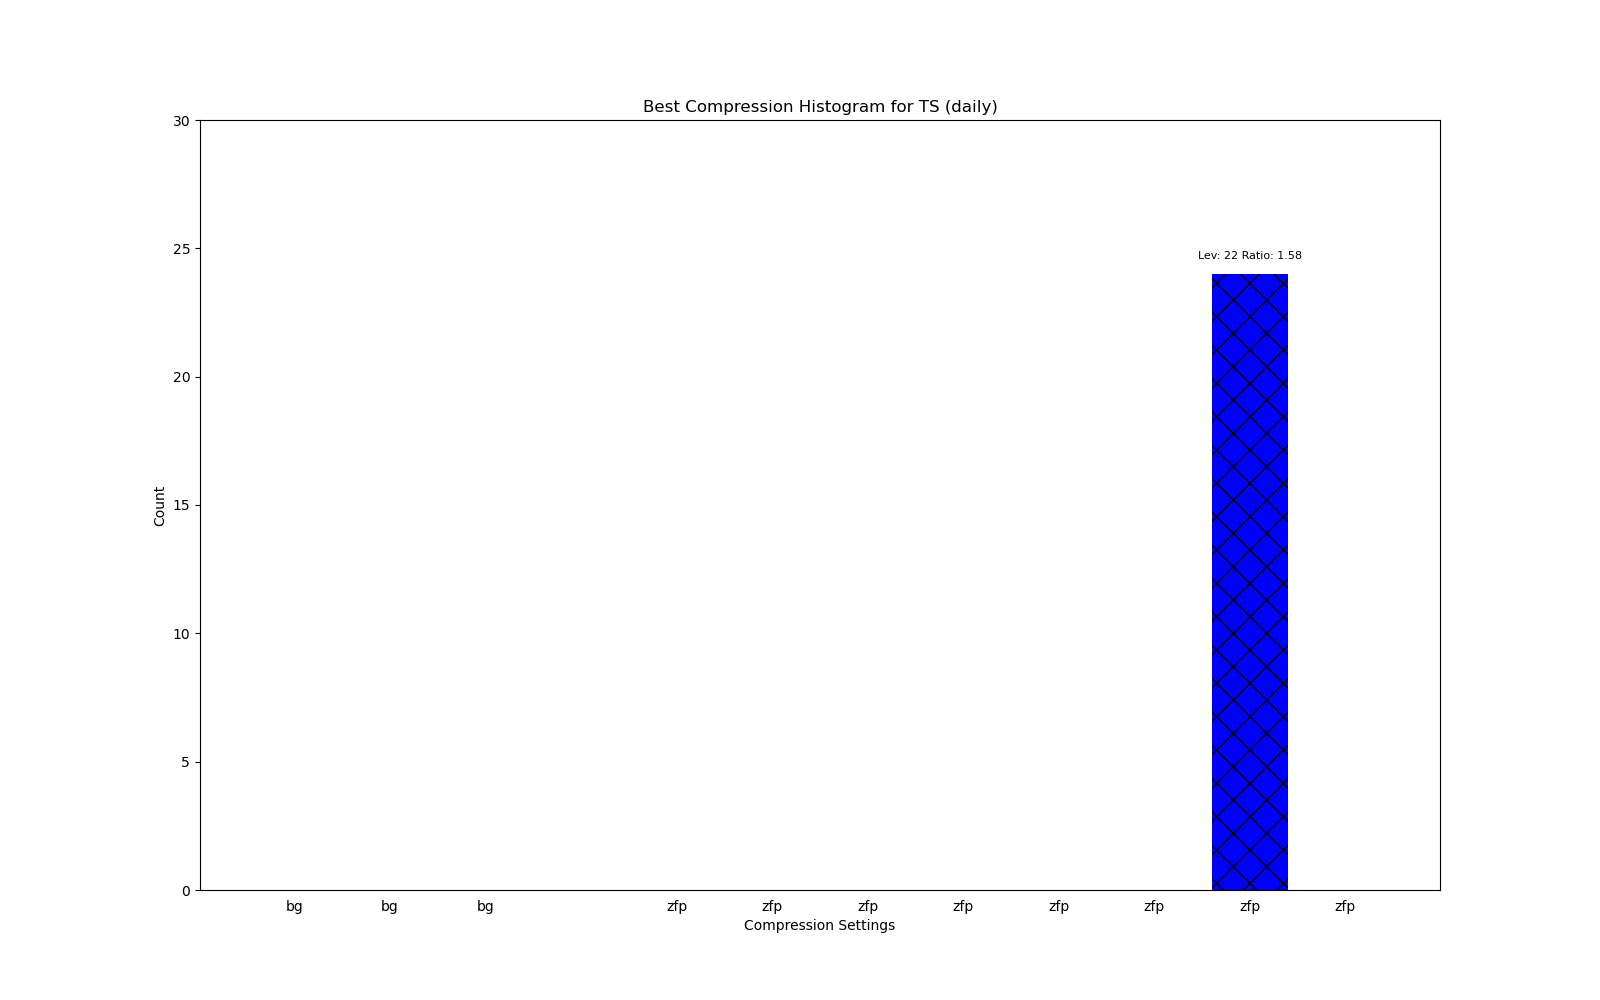 Best Compression Histogram for TS (daily)
30
25
20
15
10
5
0
Count
Lev: 22 Ratio: 1.58
bg bg bg zfp zfp zfp zfp zfp zfp zfp zfp
Compression Settings